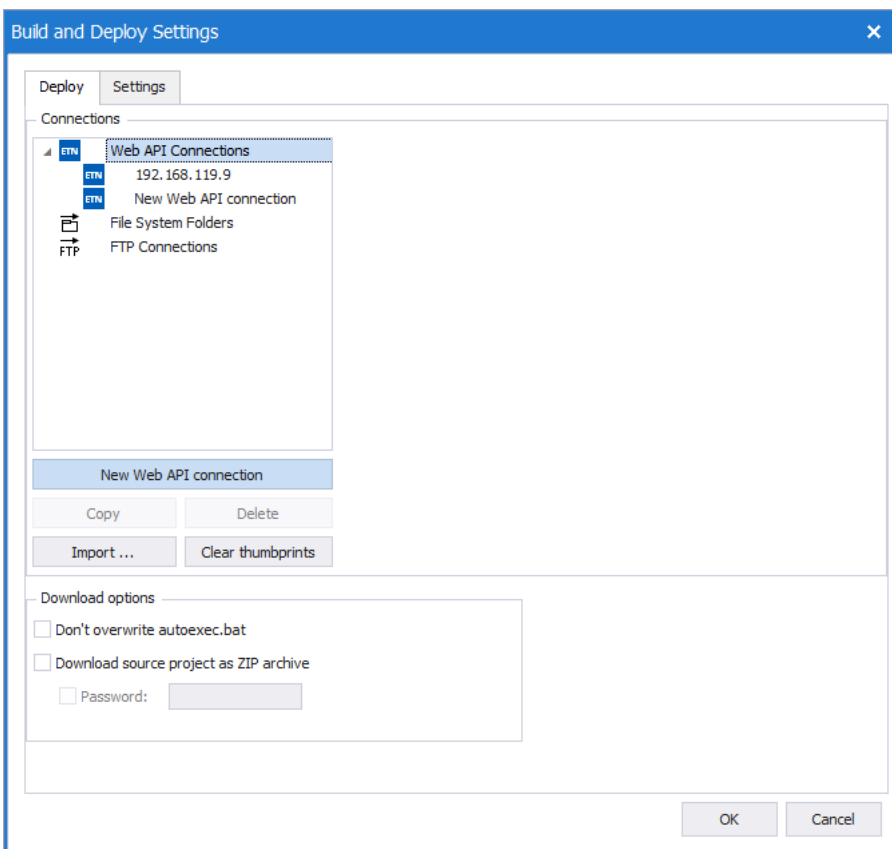 Build and Deploy Settings
Deploy Settings
Connections
ETN Web API Connections
ETN 192.168.119.9
ETN New Web API connection
File System Folders
FTP FTP Connections
New Web API connection
Copy Delete
Import ... Clear thumbprints
Download options
Don't overwrite autoexec.bat
Download source project as ZIP archive
Password:
OK Cancel